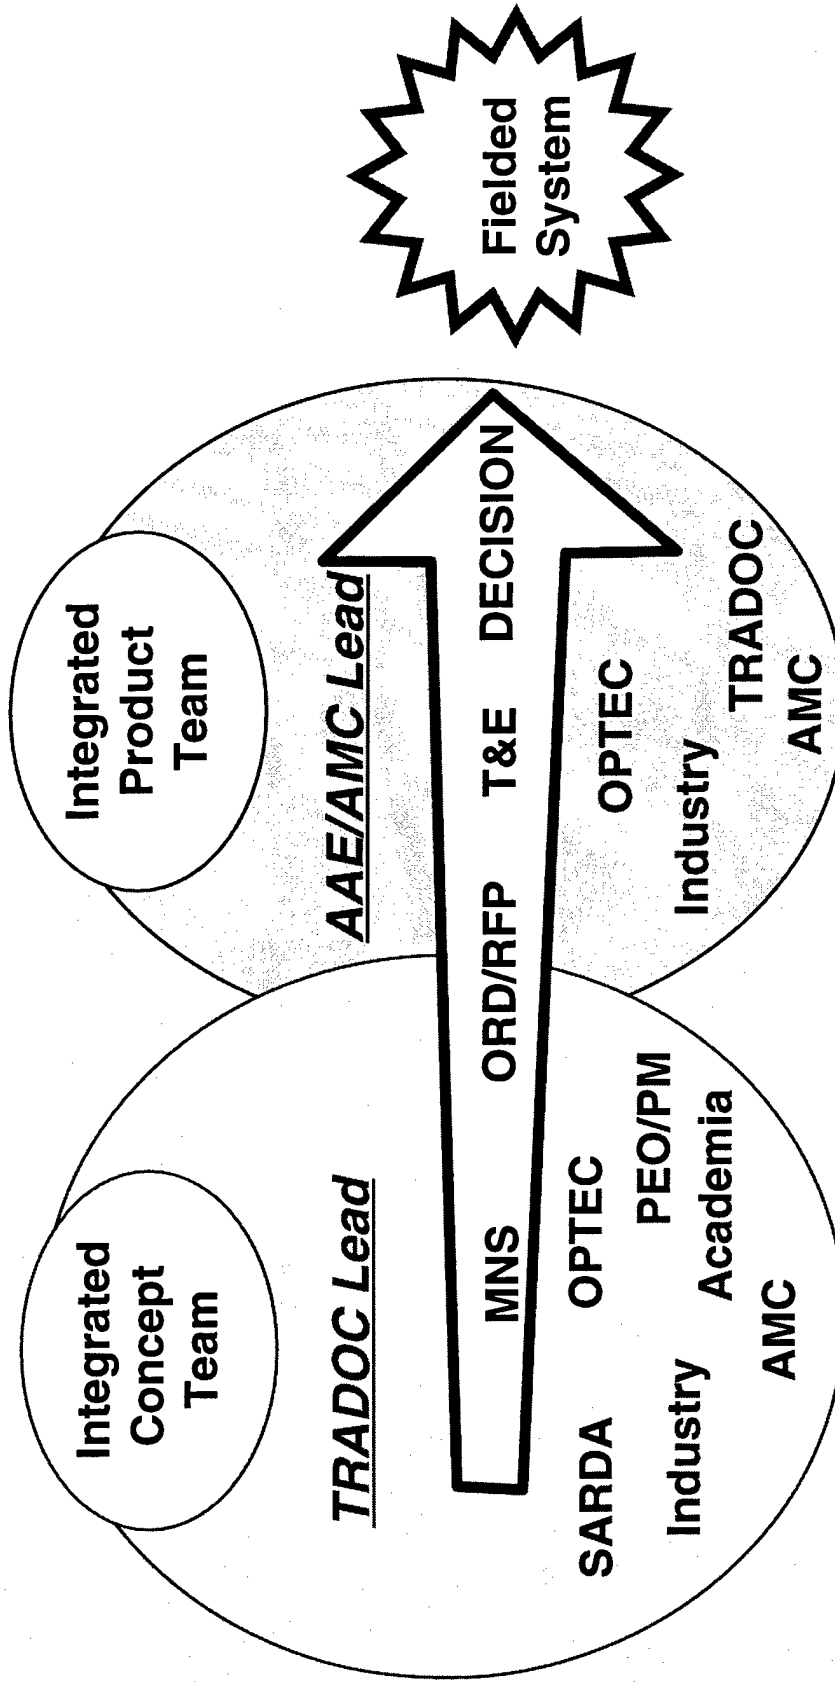 Integrated
Concept
Team
TRADOC Lead
Integrated
Product
Team
AAE/AMC Lead
MNS ORD/RFP T&E DECISION
SARDA
OPTEC
PEO/PM
Industry
Academia
AMC
OPTEC
Industry
TRADOC
AMC
Fielded
System